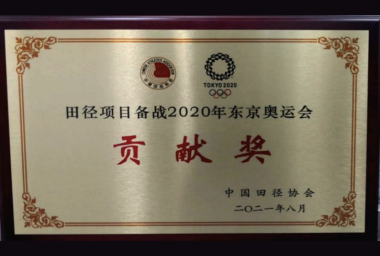 TOKYO 2020
田径项目备战2020年东京奥运会
贡献奖
中国田径协会
二〇二一年八月